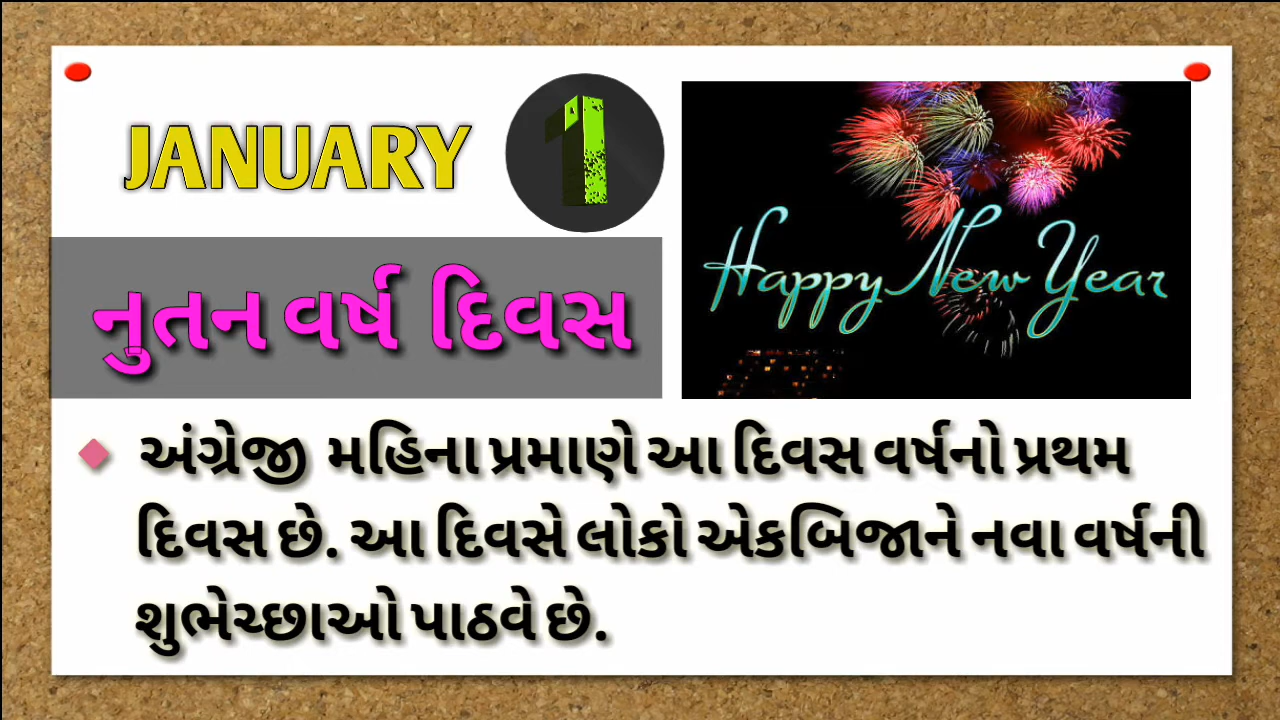 JANUARY 1
નુતન વર્ષ દિવસ
Happy New Year
અંગ્રેજી મહિના પ્રમાણે આ દિવસ વર્ષનો પ્રથમ
દિવસ છે. આ દિવસે લોકો એકબિજાને નવા વર્ષની
શુભેચ્છાઓ પાઠવે છે.